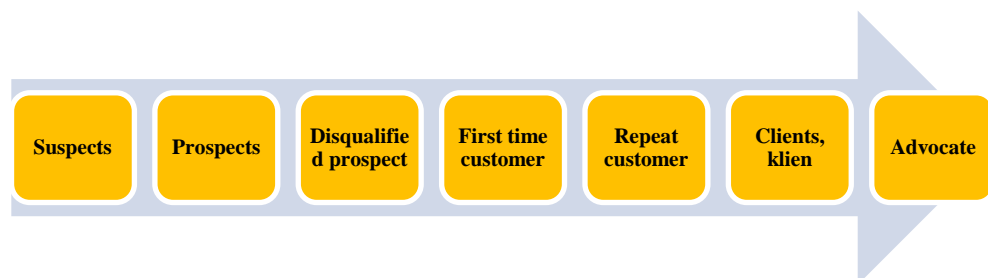 Suspects
Prospects
Disqualifie
d prospect
First time
customer
Repeat
customer
Clients,
klien
Advocate